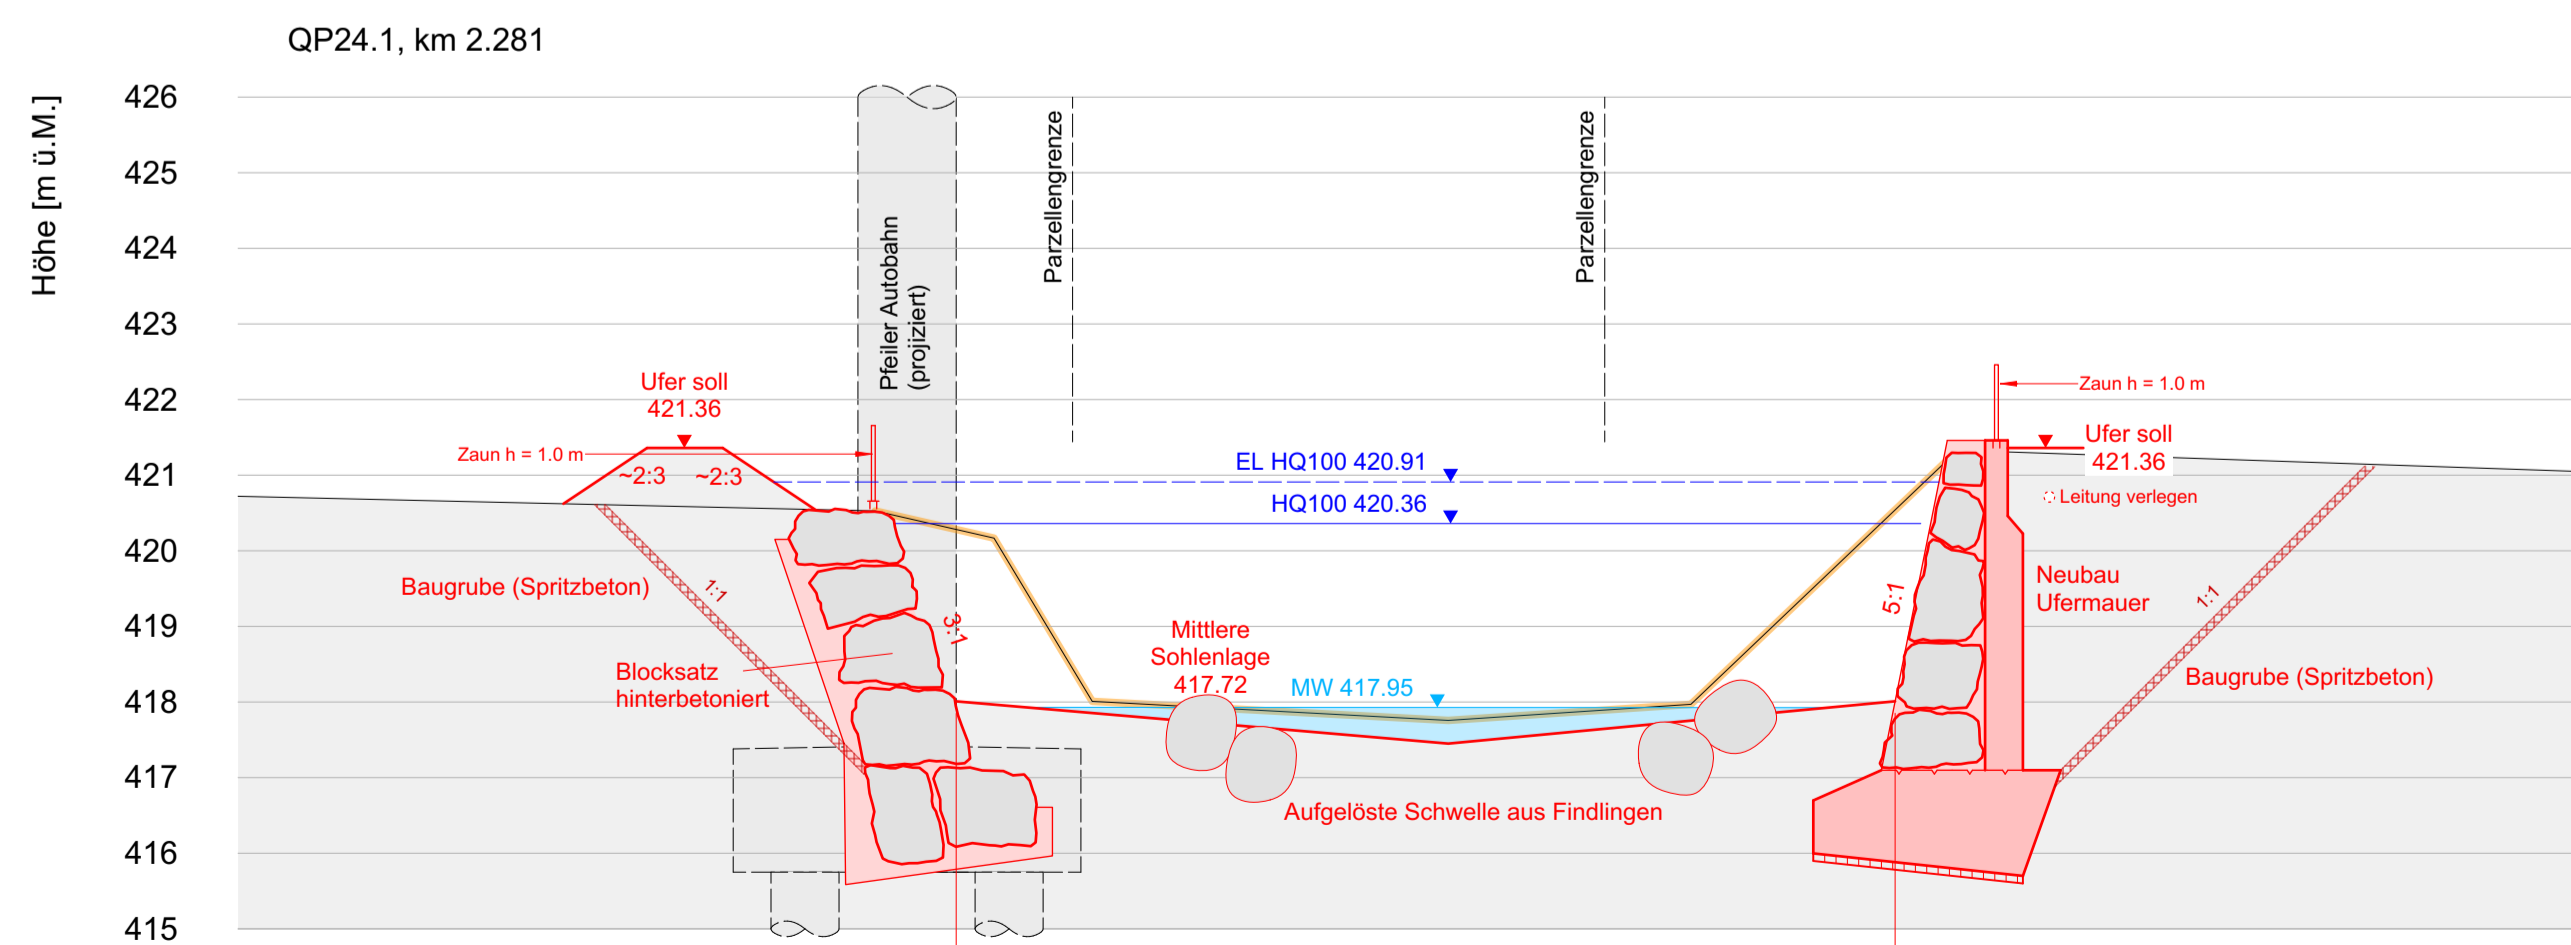 QP24.1, km 2.281
Höhe [m ü.M.]
426
425
424
423
422
421
420
419
418
417
416
415
Pfeiler Autobahn
(projiziert)
Parzellengrenze
Parzellengrenze
Ufer soll
421.36
Zaun h = 1.0 m
~2:3
~2:3
Zaun h = 1.0 m
Ufer soll
421.36
Leitung verlegen
EL HQ100 420.91
HQ100 420.36
Baugrube (Spritzbeton)
1:1
3:1
5:1
Neubau
Ufermauer
1:1
Blocksatz
hinterbetoniert
Mittlere
Sohlenlage
417.72
MW 417.95
Baugrube (Spritzbeton)
Aufgelöste Schwelle aus Findlingen